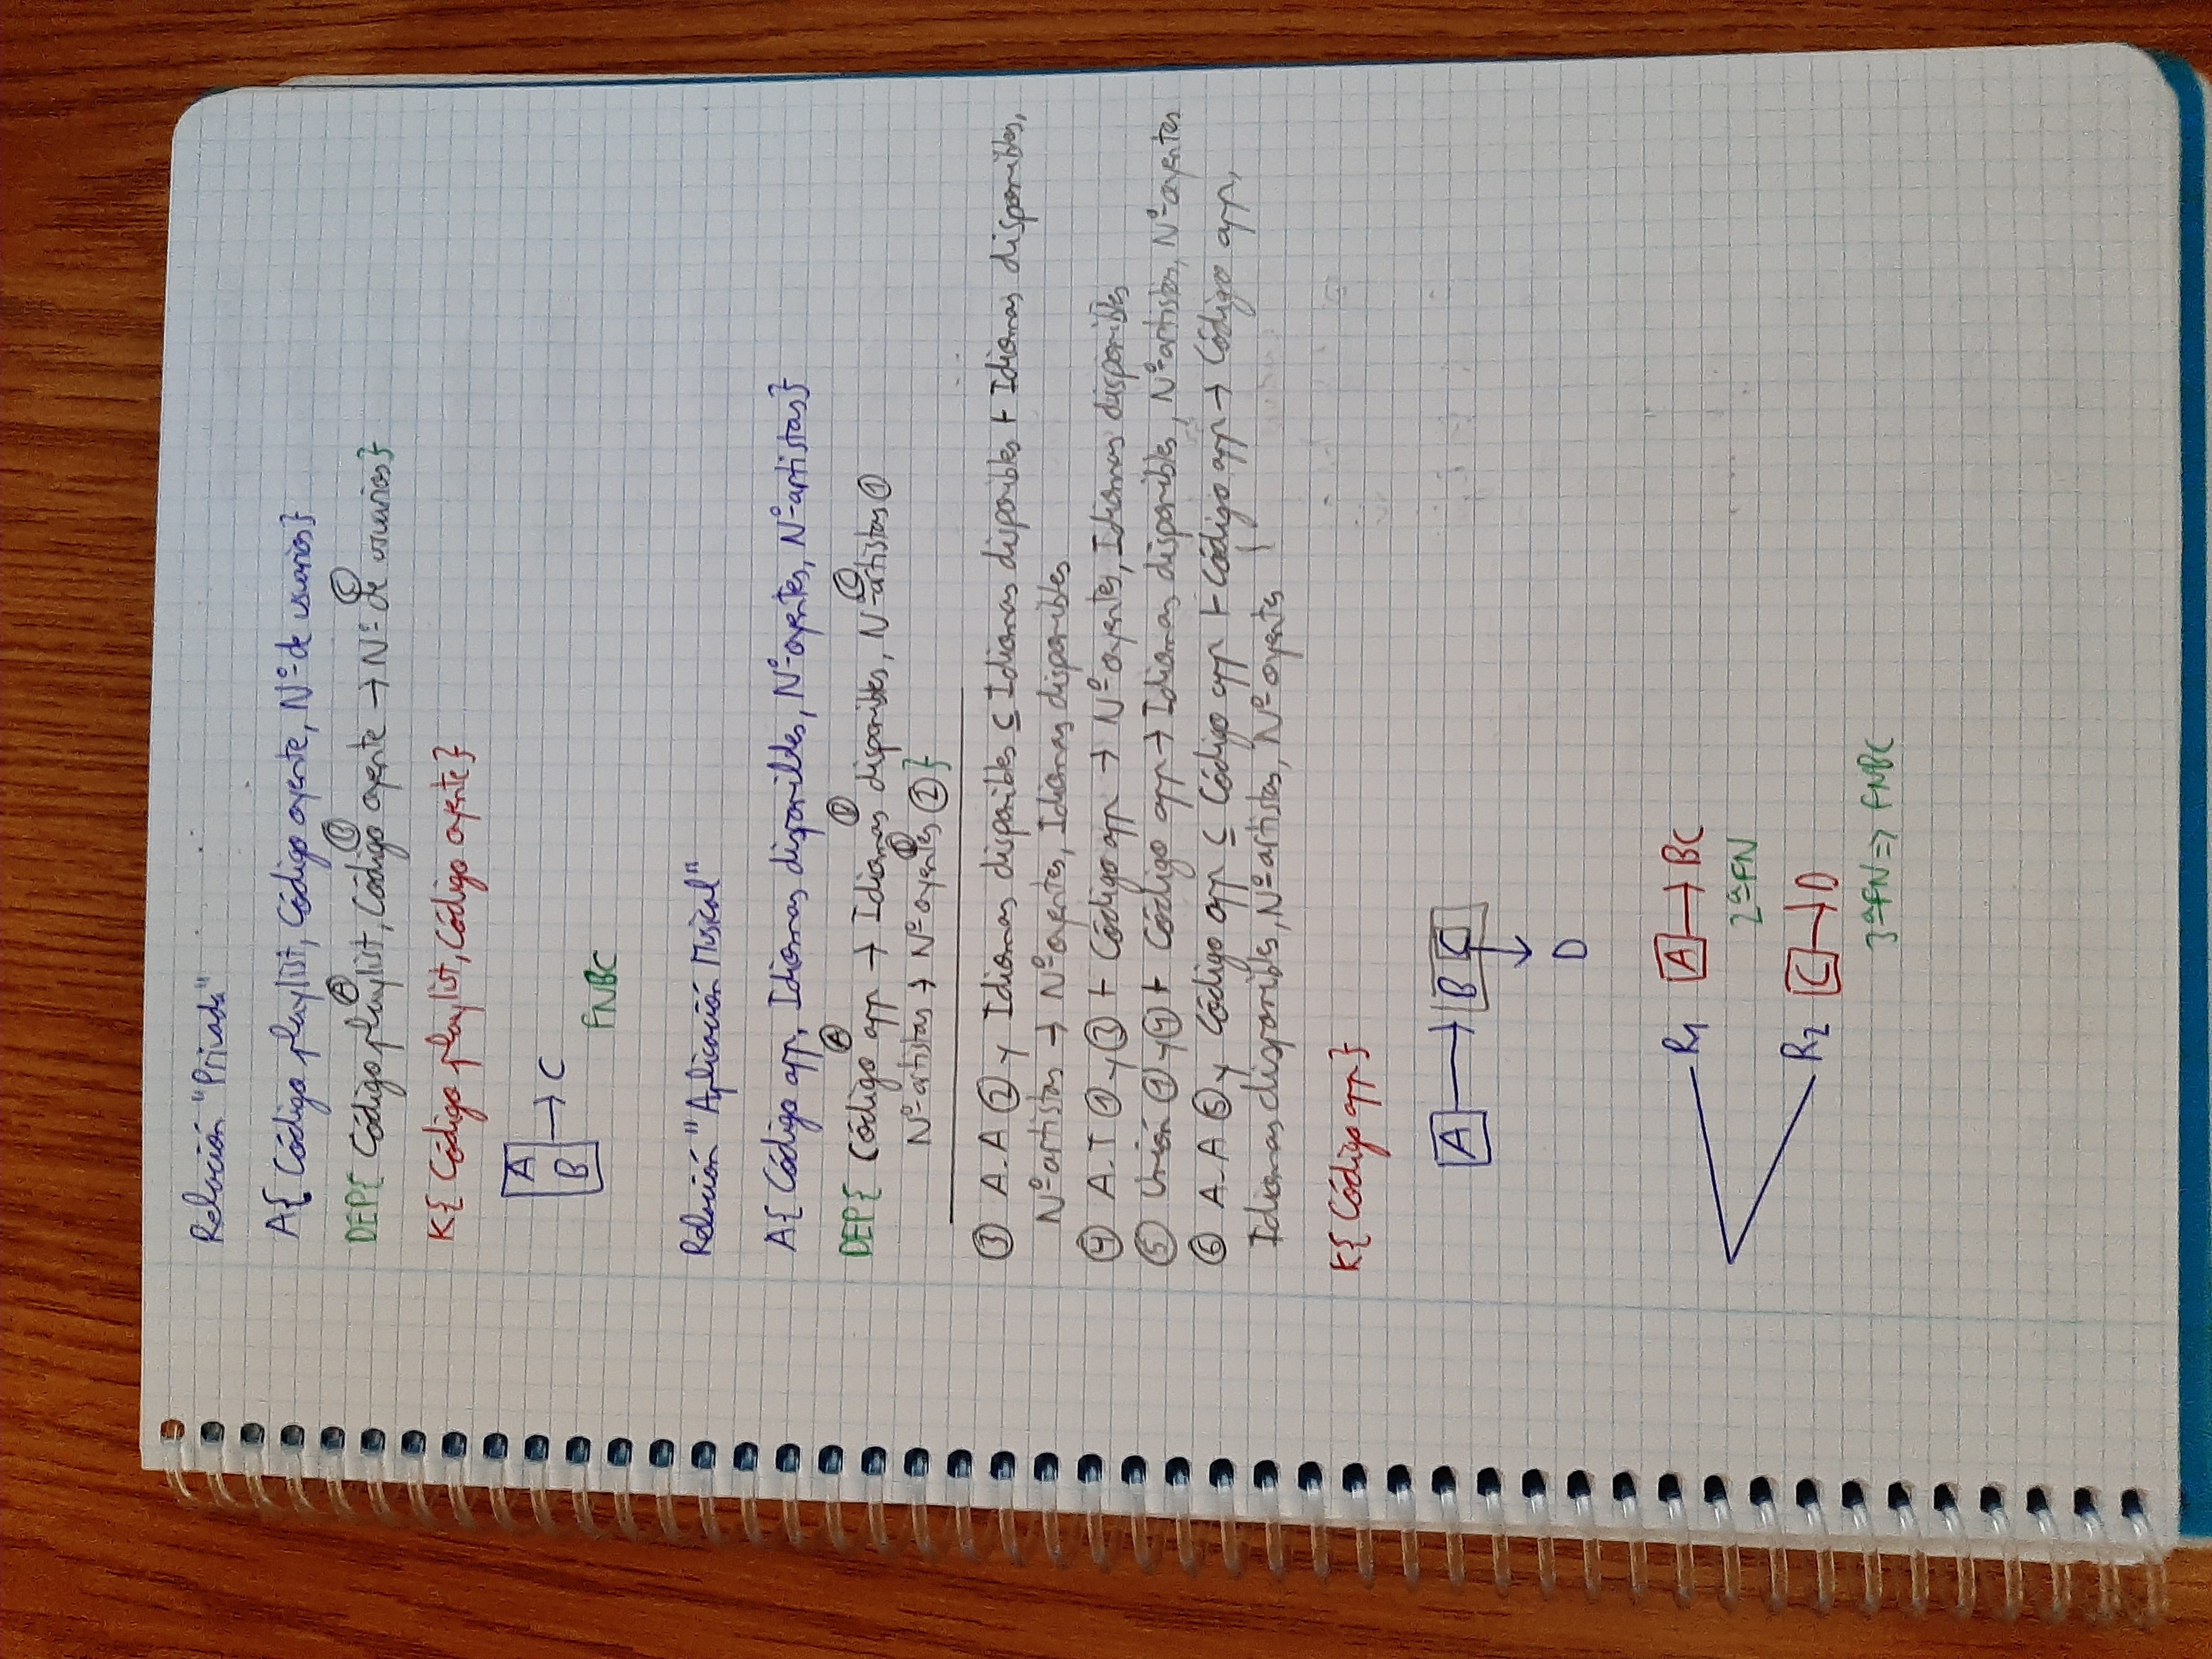 Relación "Privada"
A{ Código playlist, Código oyente, Nº de usuarios}
A B C
DEP{ Código playlist, Código oyente → Nº de usuarios}
K{ Código playlist, Código oyente}
A
B → C
FNBC
Relación "Aplicación Musical"
A{ Código app, Idiomas disponibles, Nº oyentes, Nº artistas}
A B C
DEP{ Código app → Idiomas disponibles, Nº artistas ①
D
Nº artistas → Nº oyentes ②}
③ A.A ② y Idiomas disponibles ⊆ Idiomas disponibles ⊢ Idiomas disponibles,
Nº artistas → Nº oyentes, Idiomas disponibles
④ A.T ① y ③ ⊢ Código app → Nº oyentes, Idiomas disponibles
⑤ Unión ① y ④ ⊢ Código app → Idiomas disponibles, Nº artistas, Nº oyentes
⑥ A.A ⑤ y Código app ⊆ Código app ⊢ Código app → Código app,
Idiomas disponibles, Nº artistas, Nº oyentes
K{ Código app}
A → B C
↓
D
R1 A → BC
2ª FN
R2 C → D
3ª FN => FNBC